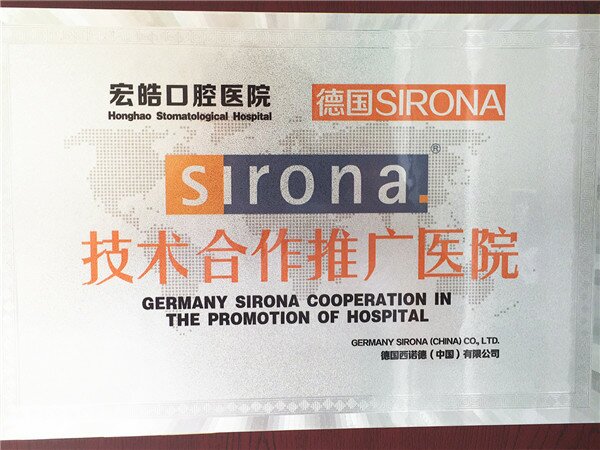 宏皓口腔医院
Honghao Stomatological Hospital
德国SIRONA
sirona.®
技术合作推广医院
GERMANY SIRONA COOPERATION IN
THE PROMOTION OF HOSPITAL
GERMANY SIRONA (CHINA) CO., LTD.
德国西诺德（中国）有限公司